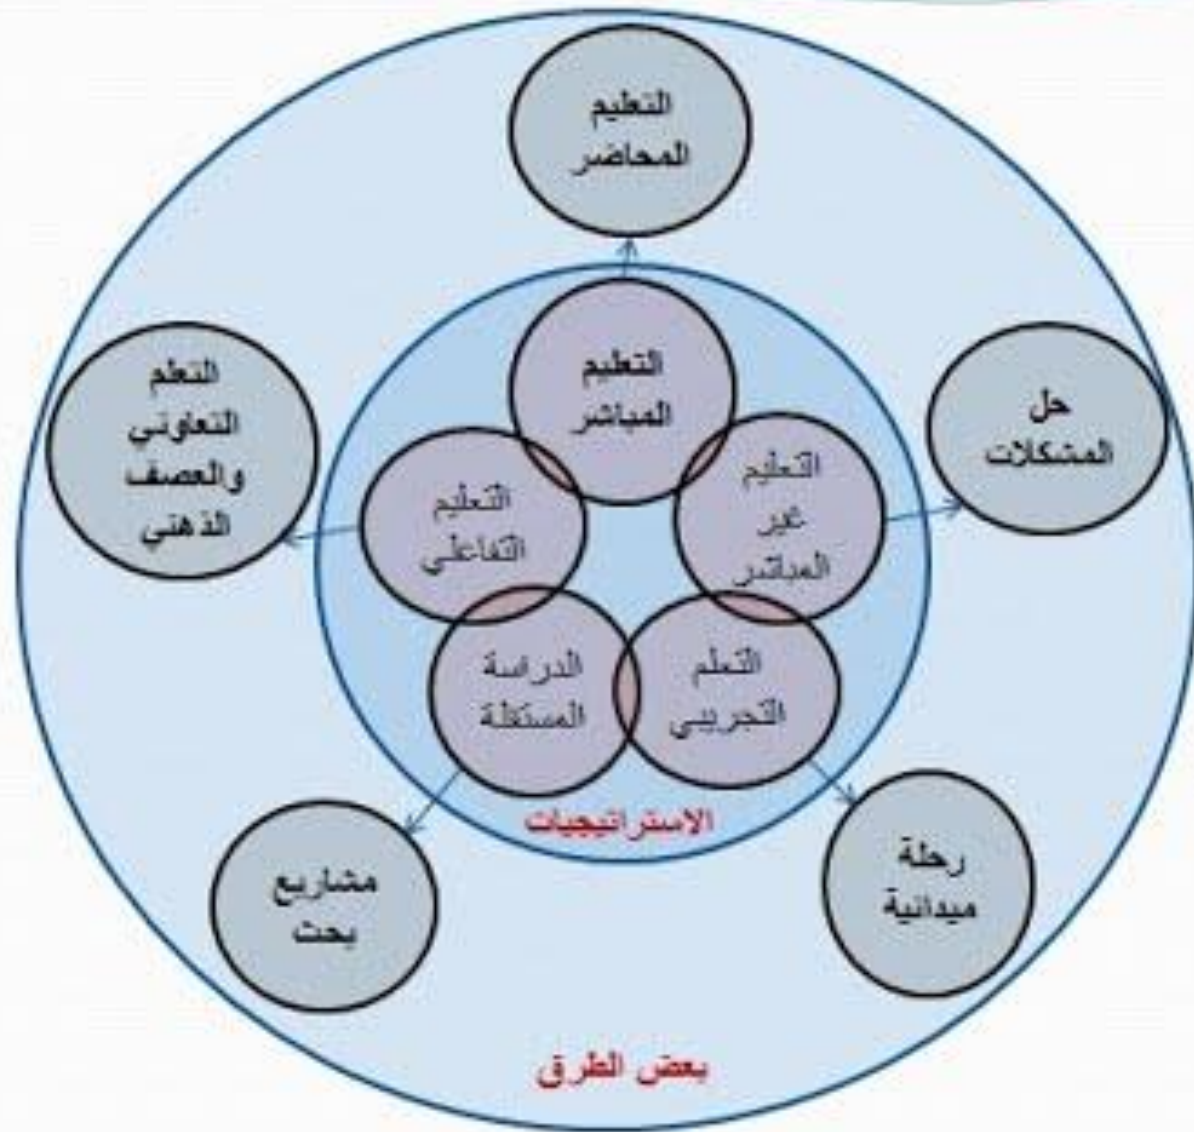 التعليم
المحاضر
التعليم
المباشر
حل
المشكلات
التعليم
غير
المباشر
التعلم
التعاوني
والعصف
الذهني
التعليم
التفاعلي
الدراسة
المستقلة
التعلم
التجريبي
الاستراتيجيات
رحلة
ميدانية
مشاريع
بحث
بعض الطرق